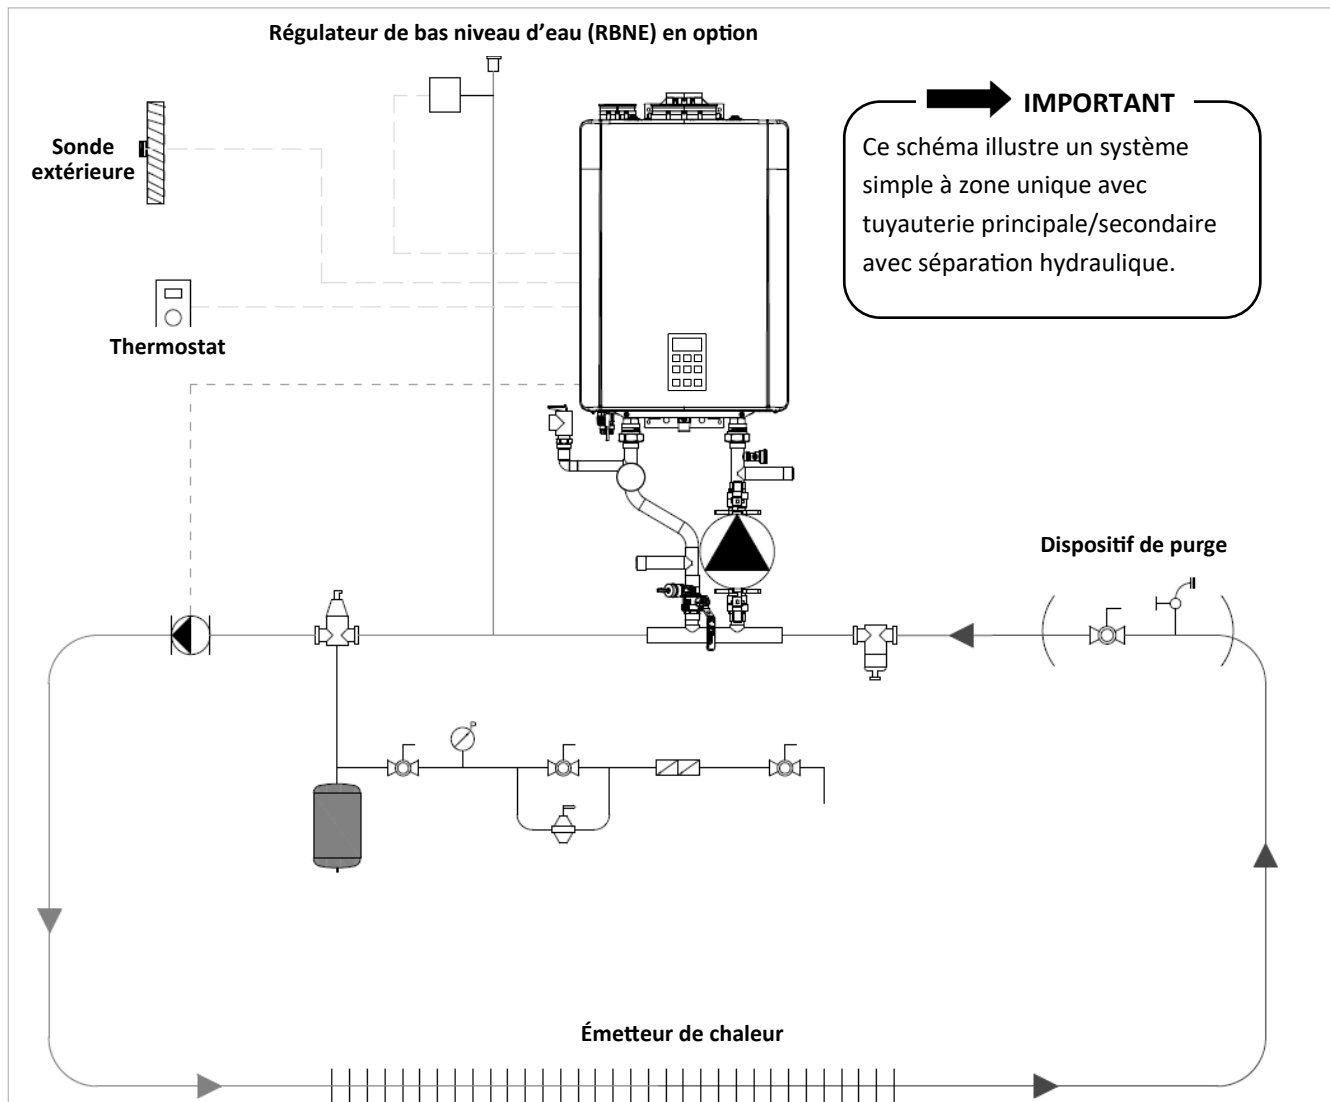 Régulateur de bas niveau d’eau (RBNE) en option
IMPORTANT
Ce schéma illustre un système
simple à zone unique avec
tuyauterie principale/secondaire
avec séparation hydraulique.
Sonde
extérieure
Thermostat
Dispositif de purge
Émetteur de chaleur